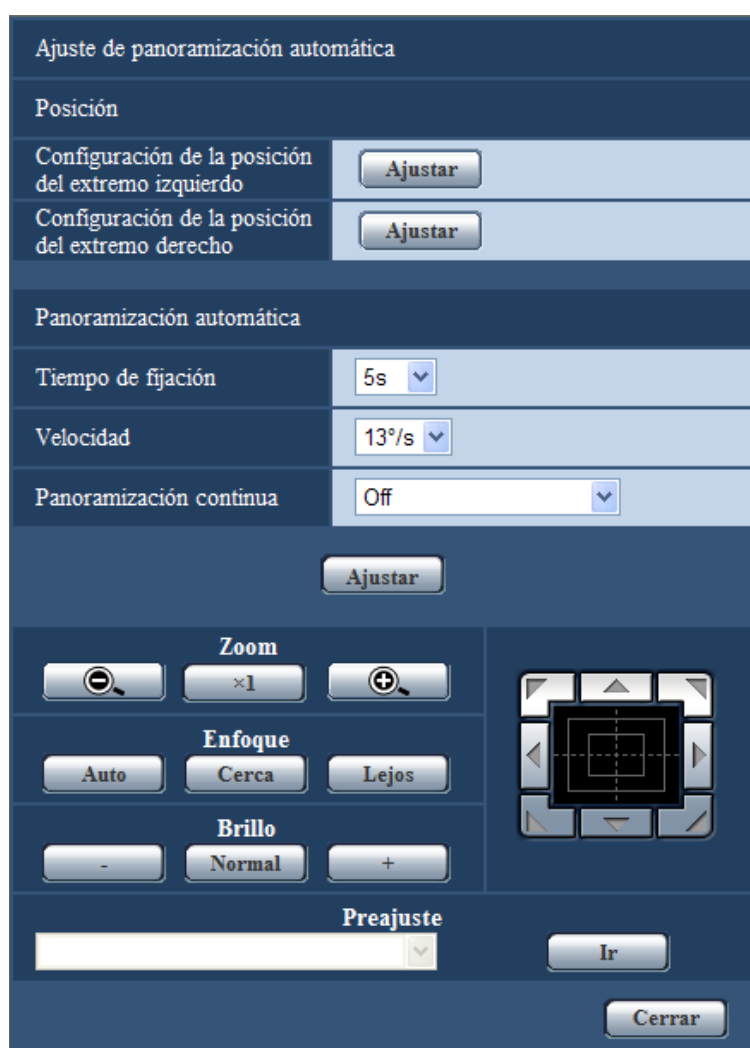 Ajuste de panoramización automática
Posición
Configuración de la posición
del extremo izquierdo
Ajustar
Configuración de la posición
del extremo derecho
Ajustar
Panoramización automática
Tiempo de fijación
5s
Velocidad
13°/s
Panoramización continua
Off
Ajustar
Zoom
×1
Enfoque
Auto
Cerca
Lejos
Brillo
-
Normal
+
Preajuste
Ir
Cerrar